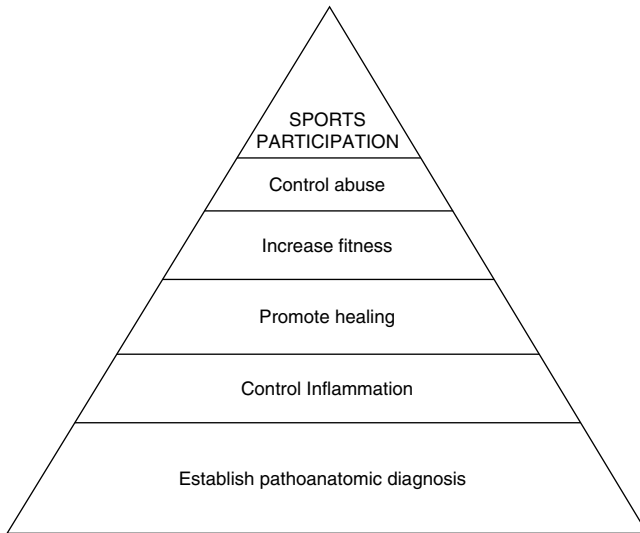 SPORTS
PARTICIPATION
Control abuse
Increase fitness
Promote healing
Control Inflammation
Establish pathoanatomic diagnosis